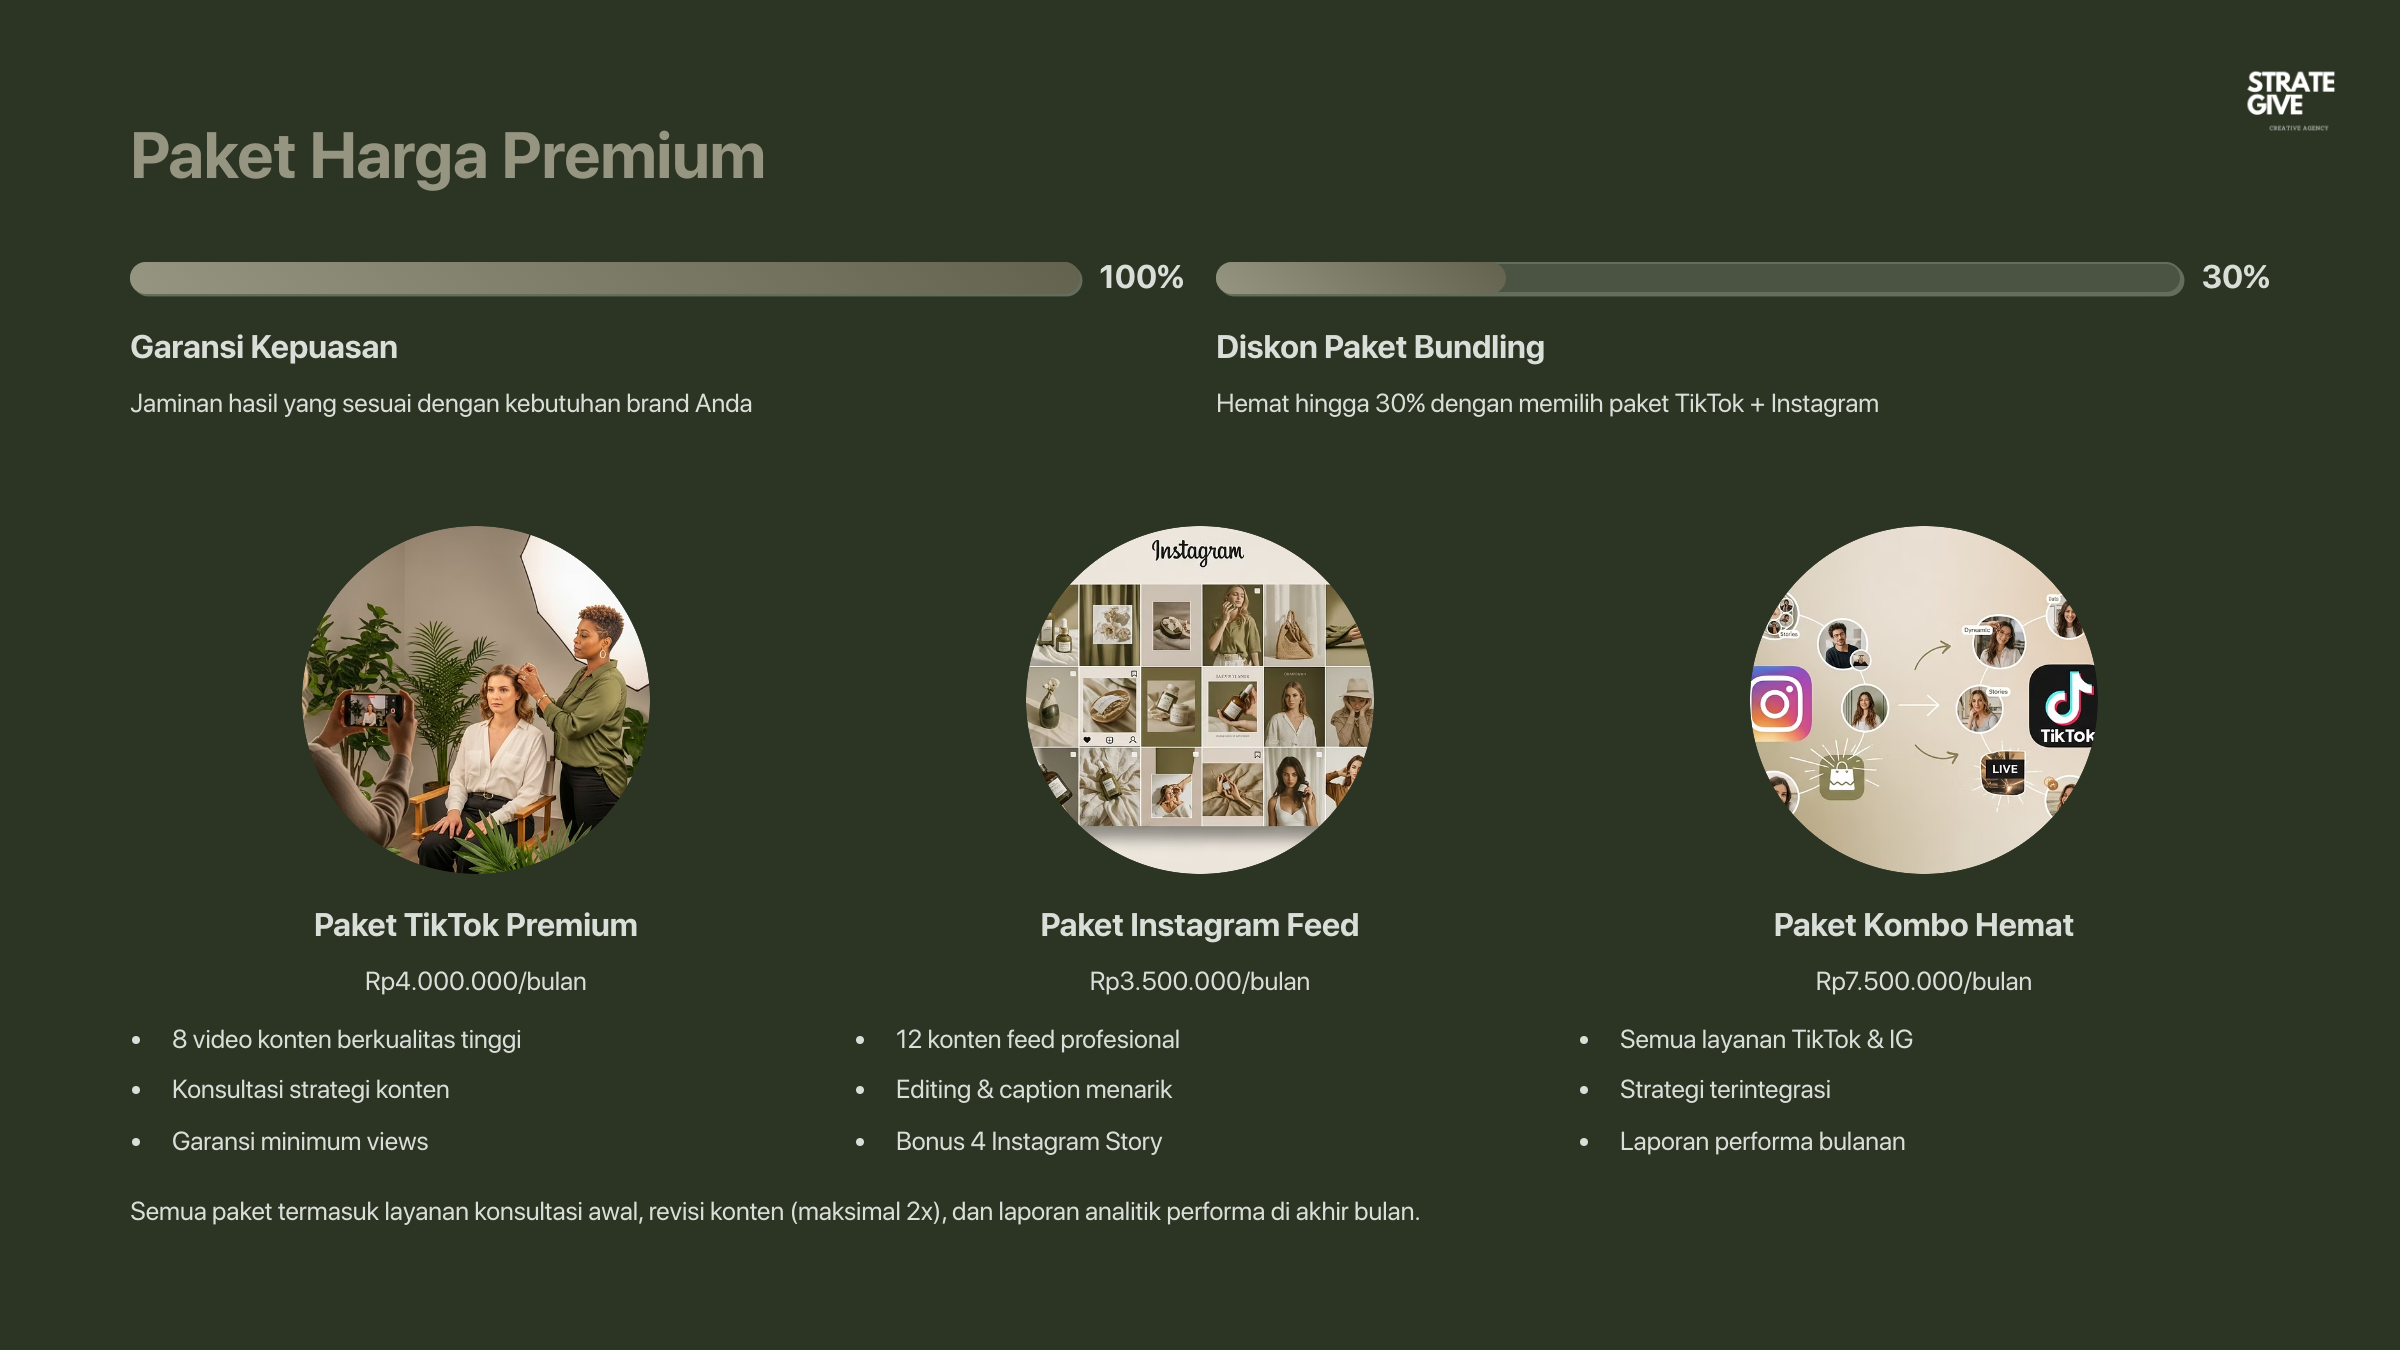 STRATE
GIVE
CREATIVE AGENCY
Paket Harga Premium
100%
30%
Garansi Kepuasan
Diskon Paket Bundling
Jaminan hasil yang sesuai dengan kebutuhan brand Anda
Hemat hingga 30% dengan memilih paket TikTok + Instagram
Instagram
Stories
Dynamic
Stories
TikTok
LIVE
Paket TikTok Premium
Paket Instagram Feed
Paket Kombo Hemat
Rp4.000.000/bulan
Rp3.500.000/bulan
Rp7.500.000/bulan
• 8 video konten berkualitas tinggi
• Konsultasi strategi konten
• Garansi minimum views
• 12 konten feed profesional
• Editing & caption menarik
• Bonus 4 Instagram Story
• Semua layanan TikTok & IG
• Strategi terintegrasi
• Laporan performa bulanan
Semua paket termasuk layanan konsultasi awal, revisi konten (maksimal 2x), dan laporan analitik performa di akhir bulan.